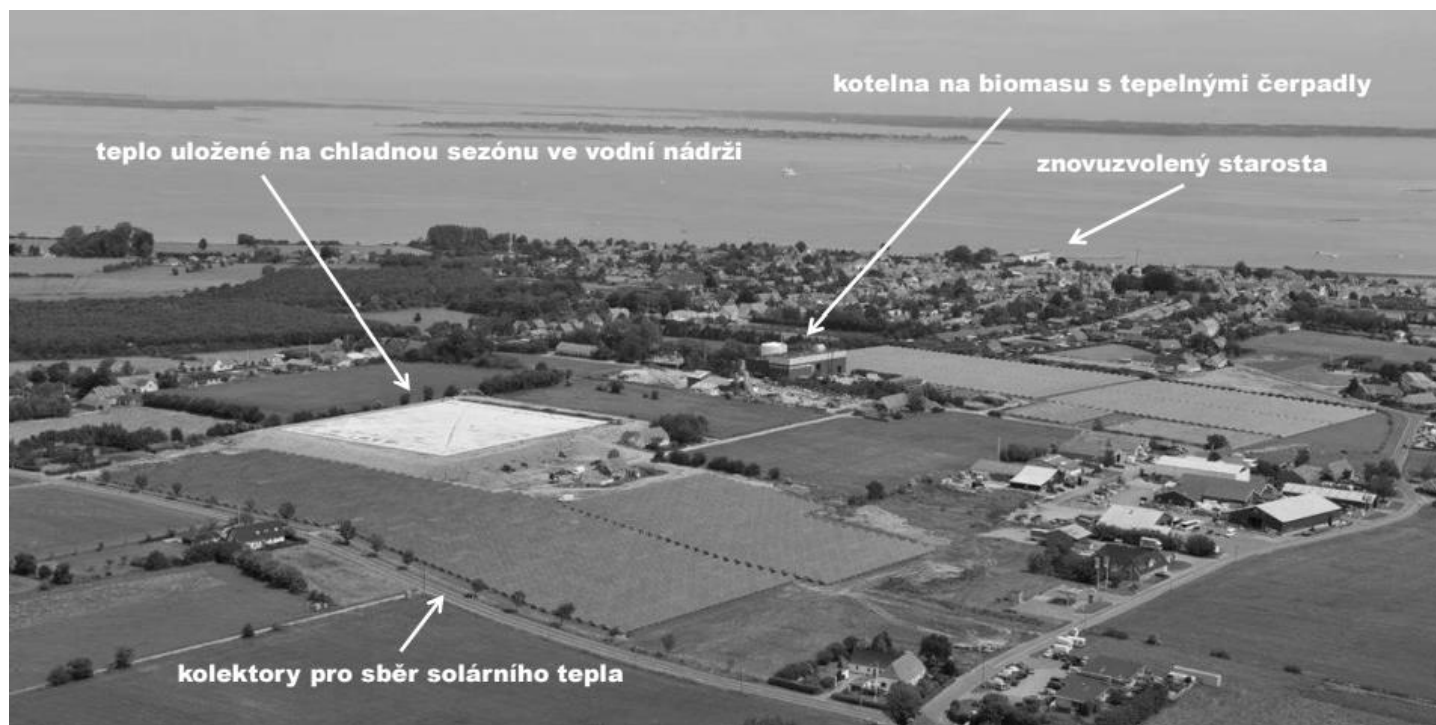 kotelna na biomasu s tepelnými čerpadly
teplo uložené na chladnou sezónu ve vodní nádrži
znovuzvolený starosta
kolektory pro sběr solárního tepla